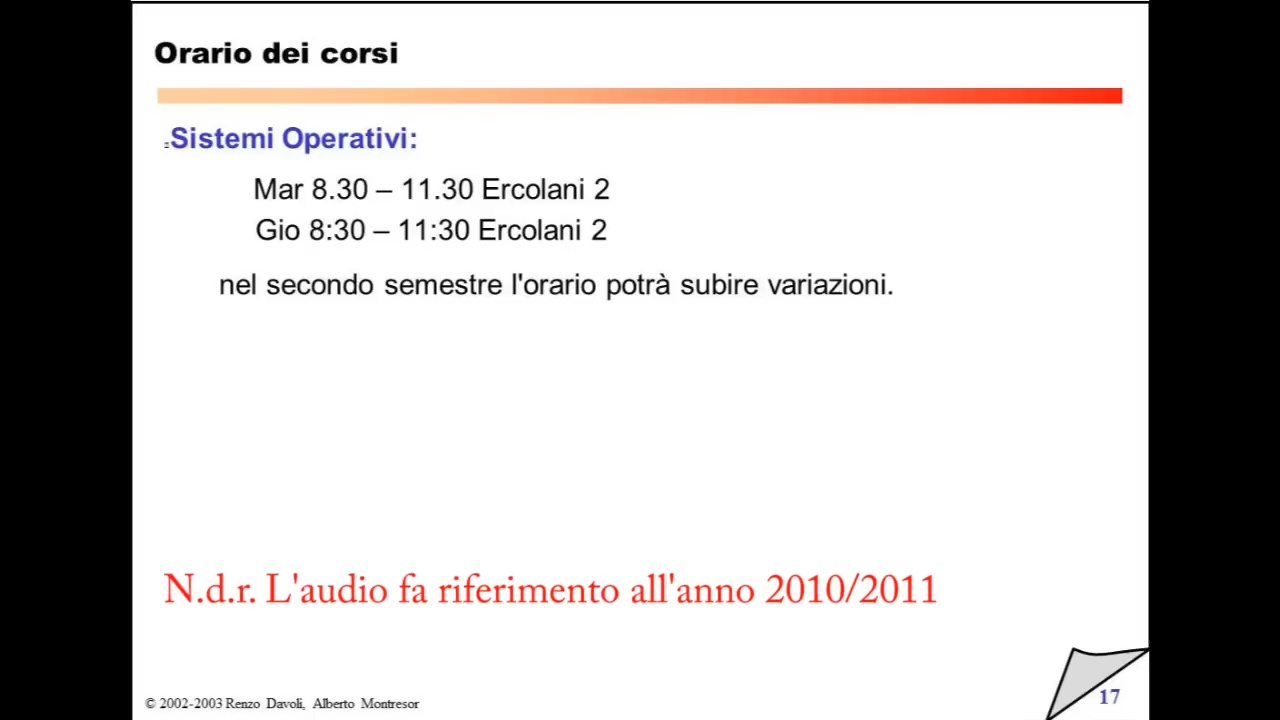 Orario dei corsi
Sistemi Operativi:
Mar 8.30 – 11.30 Ercolani 2
Gio 8:30 – 11:30 Ercolani 2
nel secondo semestre l'orario potrà subire variazioni.
N.d.r. L'audio fa riferimento all'anno 2010/2011
© 2002-2003 Renzo Davoli, Alberto Montresor
17